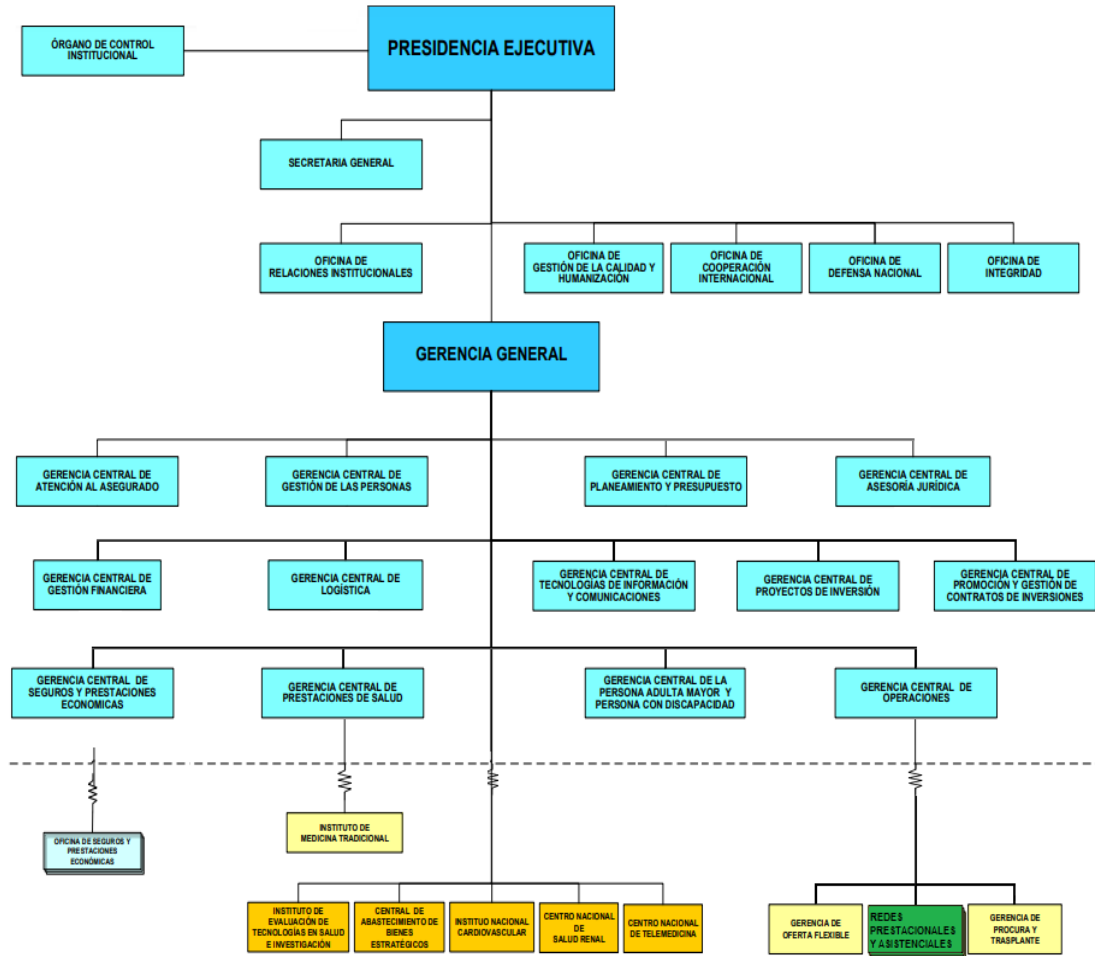 ÓRGANO DE CONTROL
INSTITUCIONAL
PRESIDENCIA EJECUTIVA
SECRETARIA GENERAL
OFICINA DE
RELACIONES INSTITUCIONALES
OFICINA DE
GESTIÓN DE LA CALIDAD Y
HUMANIZACIÓN
OFICINA DE
COOPERACIÓN
INTERNACIONAL
OFICINA DE
DEFENSA NACIONAL
OFICINA DE
INTEGRIDAD
GERENCIA GENERAL
GERENCIA CENTRAL DE
ATENCIÓN AL ASEGURADO
GERENCIA CENTRAL DE
GESTIÓN DE LAS PERSONAS
GERENCIA CENTRAL DE
PLANEAMIENTO Y PRESUPUESTO
GERENCIA CENTRAL DE
ASESORÍA JURÍDICA
GERENCIA CENTRAL DE
GESTIÓN FINANCIERA
GERENCIA CENTRAL DE
LOGÍSTICA
GERENCIA CENTRAL DE
TECNOLOGÍAS DE INFORMACIÓN
Y COMUNICACIONES
GERENCIA CENTRAL DE
PROYECTOS DE INVERSIÓN
GERENCIA CENTRAL DE
PROMOCIÓN Y GESTIÓN DE
CONTRATOS DE INVERSIONES
GERENCIA CENTRAL DE
SEGUROS Y PRESTACIONES
ECONOMICAS
GERENCIA CENTRAL DE
PRESTACIONES DE SALUD
GERENCIA CENTRAL DE LA
PERSONA ADULTA MAYOR Y
PERSONA CON DISCAPACIDAD
GERENCIA CENTRAL DE
OPERACIONES
OFICINA DE SEGUROS Y
PRESTACIONES
ECONÓMICAS
INSTITUTO DE
MEDICINA TRADICIONAL
INSTITUTO DE
EVALUACIÓN DE
TECNOLOGÍAS EN SALUD
E INVESTIGACIÓN
CENTRAL DE
ABASTECIMIENTO DE
BIENES
ESTRATÉGICOS
INSTITUO NACIONAL
CARDIOVASCULAR
CENTRO NACIONAL
DE
SALUD RENAL
CENTRO NACIONAL
DE TELEMEDICINA
GERENCIA DE
OFERTA FLEXIBLE
REDES
PRESTACIONALES
Y ASISTENCIALES
GERENCIA DE
PROCURA Y
TRASPLANTE